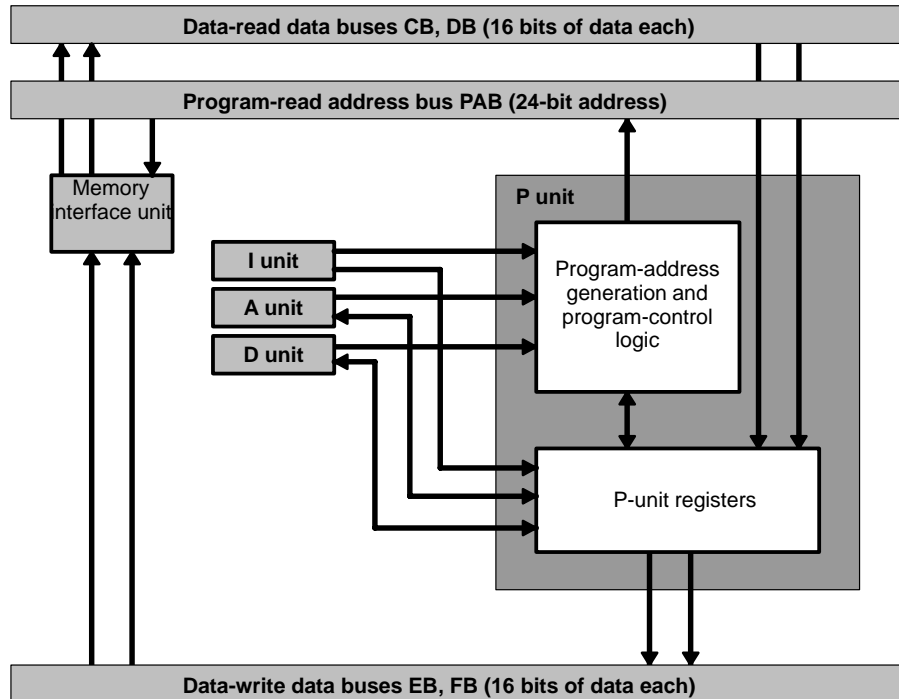 Data-read data buses CB, DB (16 bits of data each)
Program-read address bus PAB (24-bit address)
Memory
interface unit
P unit
I unit
A unit
D unit
Program-address
generation and
program-control
logic
P-unit registers
Data-write data buses EB, FB (16 bits of data each)